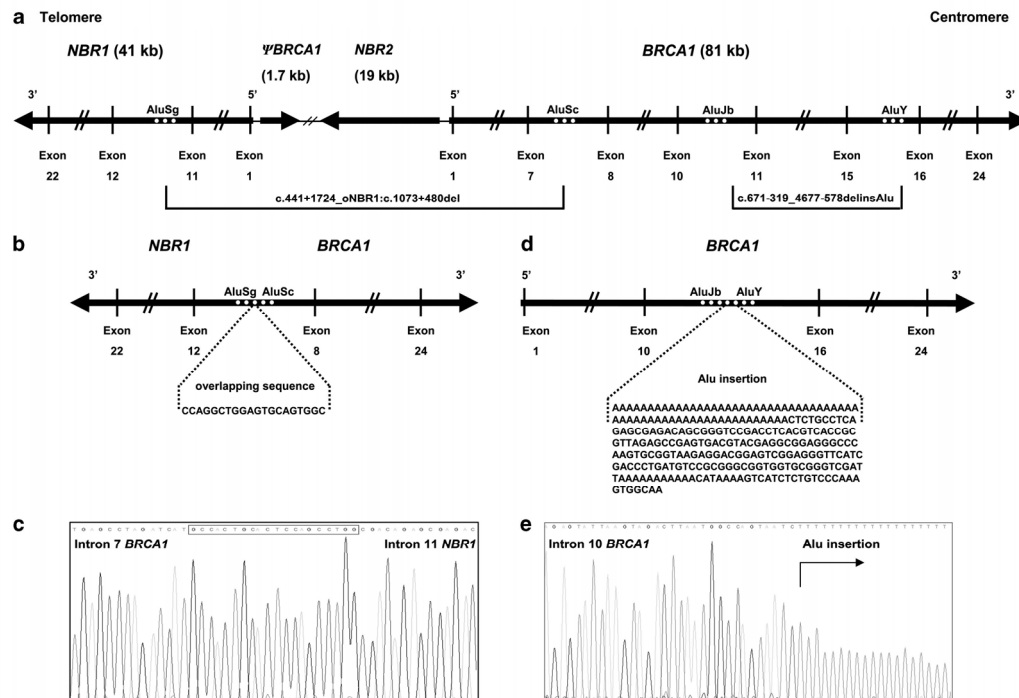 a Telomere Centromere
NBR1 (41 kb) ΨBRCA1 NBR2 BRCA1 (81 kb)
(1.7 kb) (19 kb)
3’ 5’ 5’ 3’
AluSg AluSc AluJb AluY
Exon Exon Exon Exon Exon Exon Exon Exon Exon Exon Exon Exon
22 12 11 1 1 7 8 10 11 15 16 24
c.441+1724_oNBR1:c.1073+480del c.671-319_4677-578delinsAlu
b NBR1 BRCA1
3’ 3’
AluSg AluSc
Exon Exon Exon Exon
22 12 8 24
overlapping sequence
CCAGGCTGGAGTGCAGTGGC
d BRCA1
5’ 3’
AluJb AluY
Exon Exon Exon Exon
1 10 16 24
Alu insertion
AAAAAAAAAAAAAAAAAAAAAAAAAAAAAAAAAAA
AAAAAAAAAAAAAAAAAAAAAAAAACTCTGCCTCA
GAGCGAGACAGCGGGTCCGACCTCACGTCACCGC
GTTAGAGCCGAGTGACGTACGAGGCGGAGGGCCC
AAGTGCGGTAAGAGGACGGAGTCGGAGGGTTCATC
GACCCTGATGTCCGCGGGCGGTGGTGCGGGTCGAT
TAAAAAAAAAAACATAAAAGTCATCTCTGTCCCAAA
GTGGCAA
c
GCCACTGCACTCCAGCCTGG
Intron 7 BRCA1 Intron 11 NBR1
e
Intron 10 BRCA1 Alu insertion